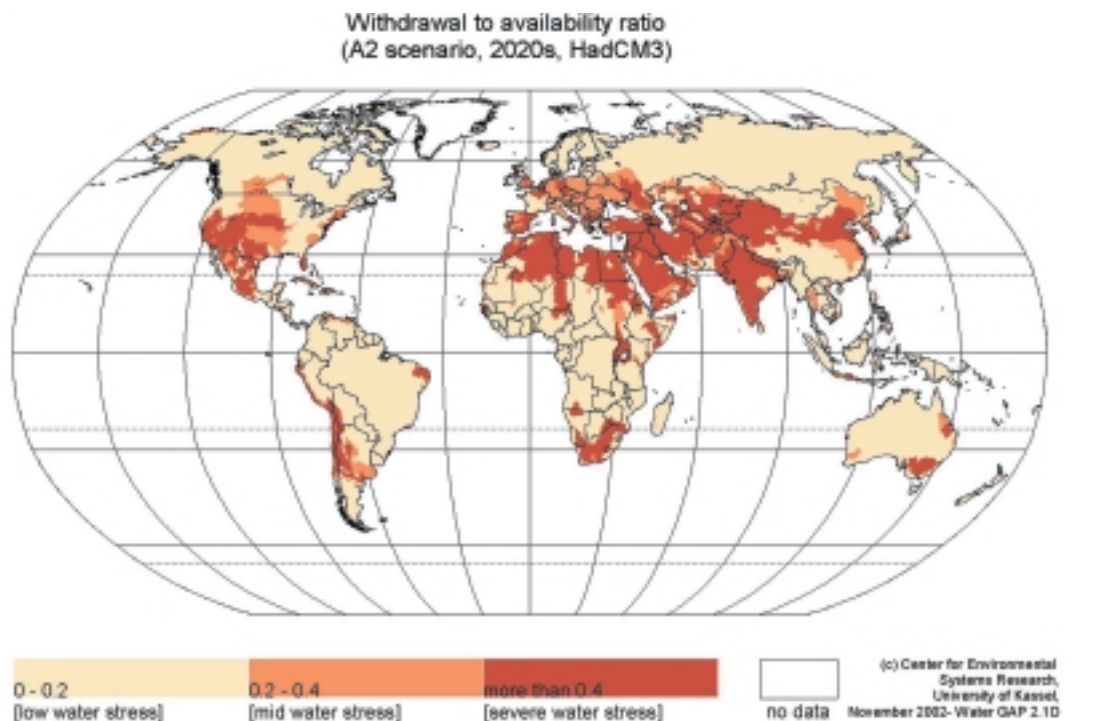 Withdrawal to availability ratio
(A2 scenario, 2020s, HadCM3)
0 - 0.2
[low water stress]
0.2 - 0.4
[mid water stress]
more than 0.4
[severe water stress]
no data
(c) Center for Environmental
Systems Research,
University of Kassel,
November 2002- Water GAP 2.1D